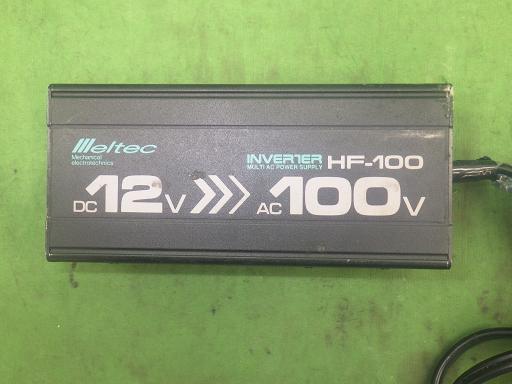 Meltec
Mechanical
electrotechnics
INVERTER HF-100
MULTI AC POWER SUPPLY
DC 12V >>> AC 100V